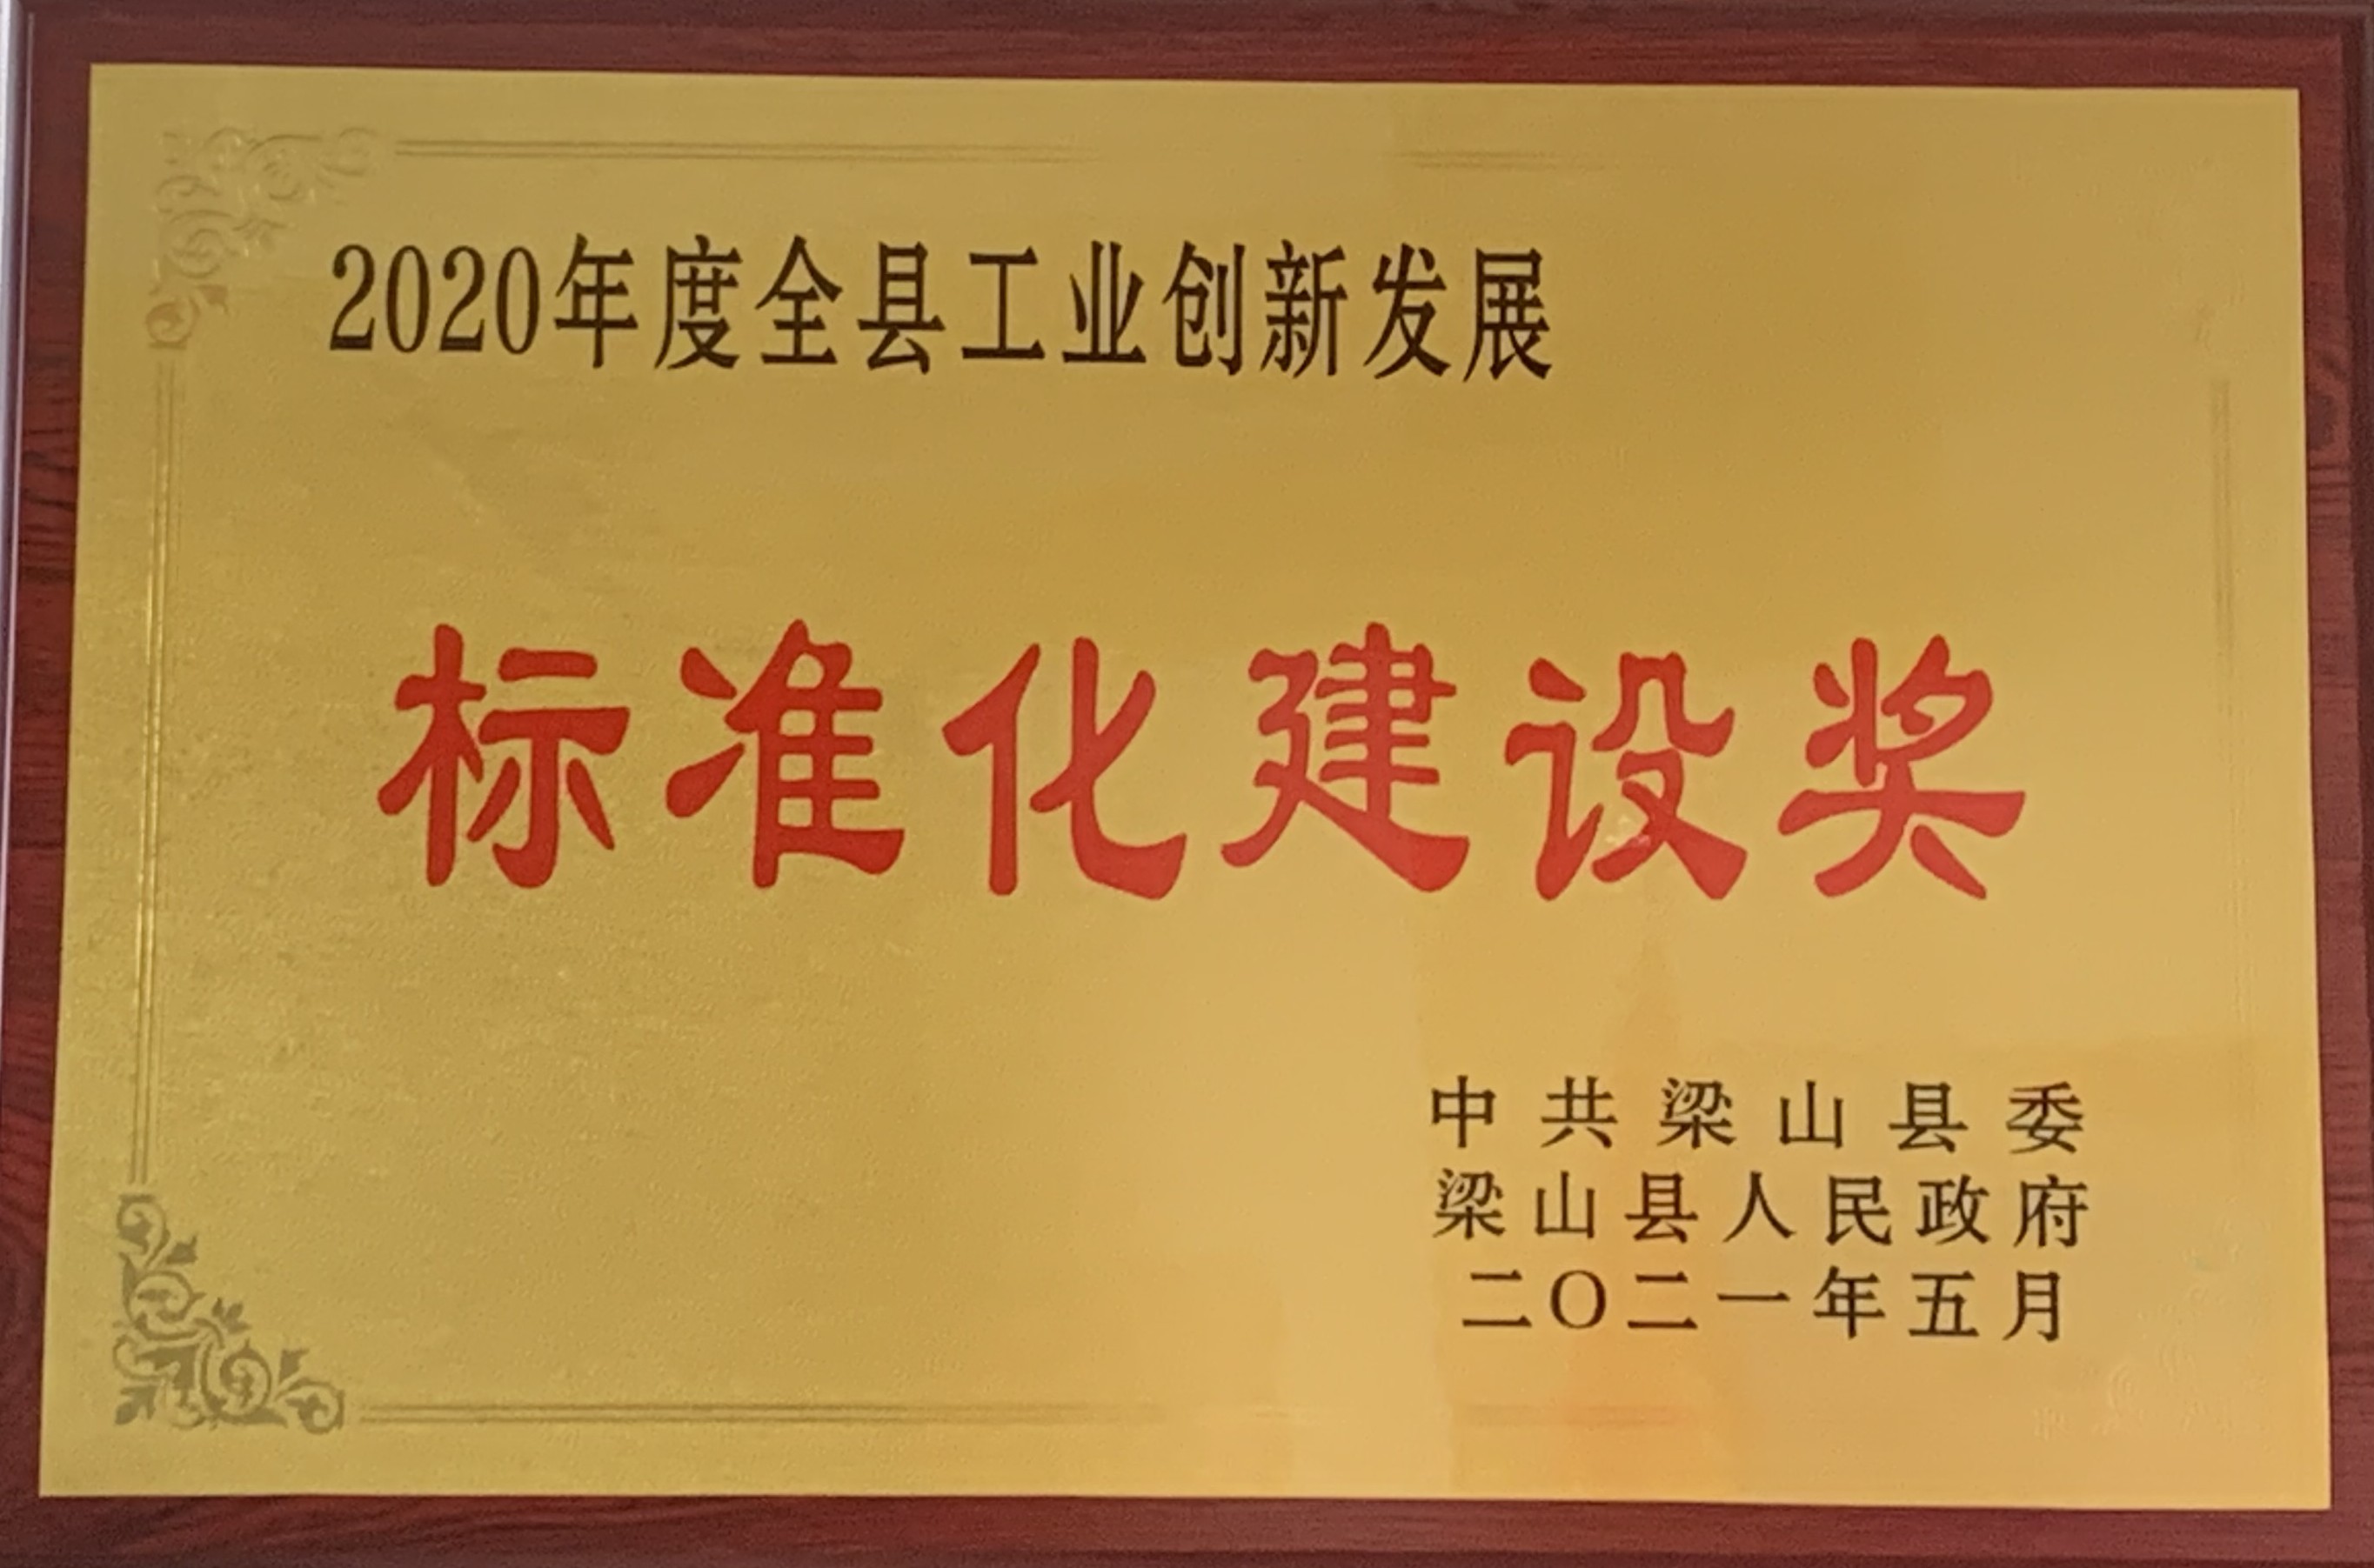 2020年度全县工业创新发展
标准化建设奖
中共梁山县委
梁山县人民政府
二〇二一年五月